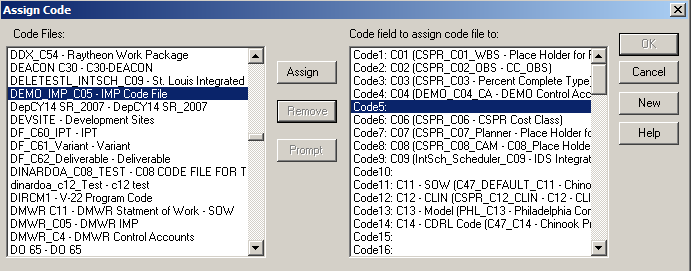 Assign Code
Code Files:
DDX_C54 - Raytheon Work Package
DEACON C30 - C30-DEACON
DELETESTL_INTSCH_C09 - St. Louis Integrated
DEMO_IMP_C05 - IMP Code File
DepCY14 SR_2007 - DepCY14 SR_2007
DEVSITE - Development Sites
DF_C60_IPT - IPT
DF_C61_Variant - Variant
DF_C62_Deliverable - Deliverable
DINARDOA_C08_TEST - C08 CODE FILE FOR T
dinardoa_c12_Test - c12 test
DIRCM1 - V-22 Program Code
DMWR C11 - DMWR Statment of Work - SOW
DMWR_C05 - DMWR IMP
DMWR_C4 - DMWR Control Accounts
DO 65 - DO 65
Assign
Remove
Prompt
Code field to assign code file to:
Code1: C01 (CSPR_C01_WBS - Place Holder for F
Code2: C02 (CSPR_C02_OBS - CC_OBS)
Code3: C03 (CSPR_C03 - Percent Complete Type)
Code4: C04 (DEMO_C04_CA - DEMO Control Acc
Code5:
Code6: C06 (CSPR_C06 - CSPR Cost Class)
Code7: C07 (CSPR_C07_Planner - Place Holder fo
Code8: C08 (CSPR_C08_CAM - C08 - Place Holde
Code9: C09 (IntSch_Scheduler_C09 - IDS Integrat
Code10:
Code11: C11 - SOW (C47_DEFAULT_C11 - Chinoo
Code12: C12 - CLIN (CSPR_C12_CLIN - C12 - CLI
Code13: C13 - Model (PHL_C13 - Philadelphia Con
Code14: C14 - CDRL Code (C47_C14 - Chinook Pr
Code15:
Code16:
OK
Cancel
New
Help